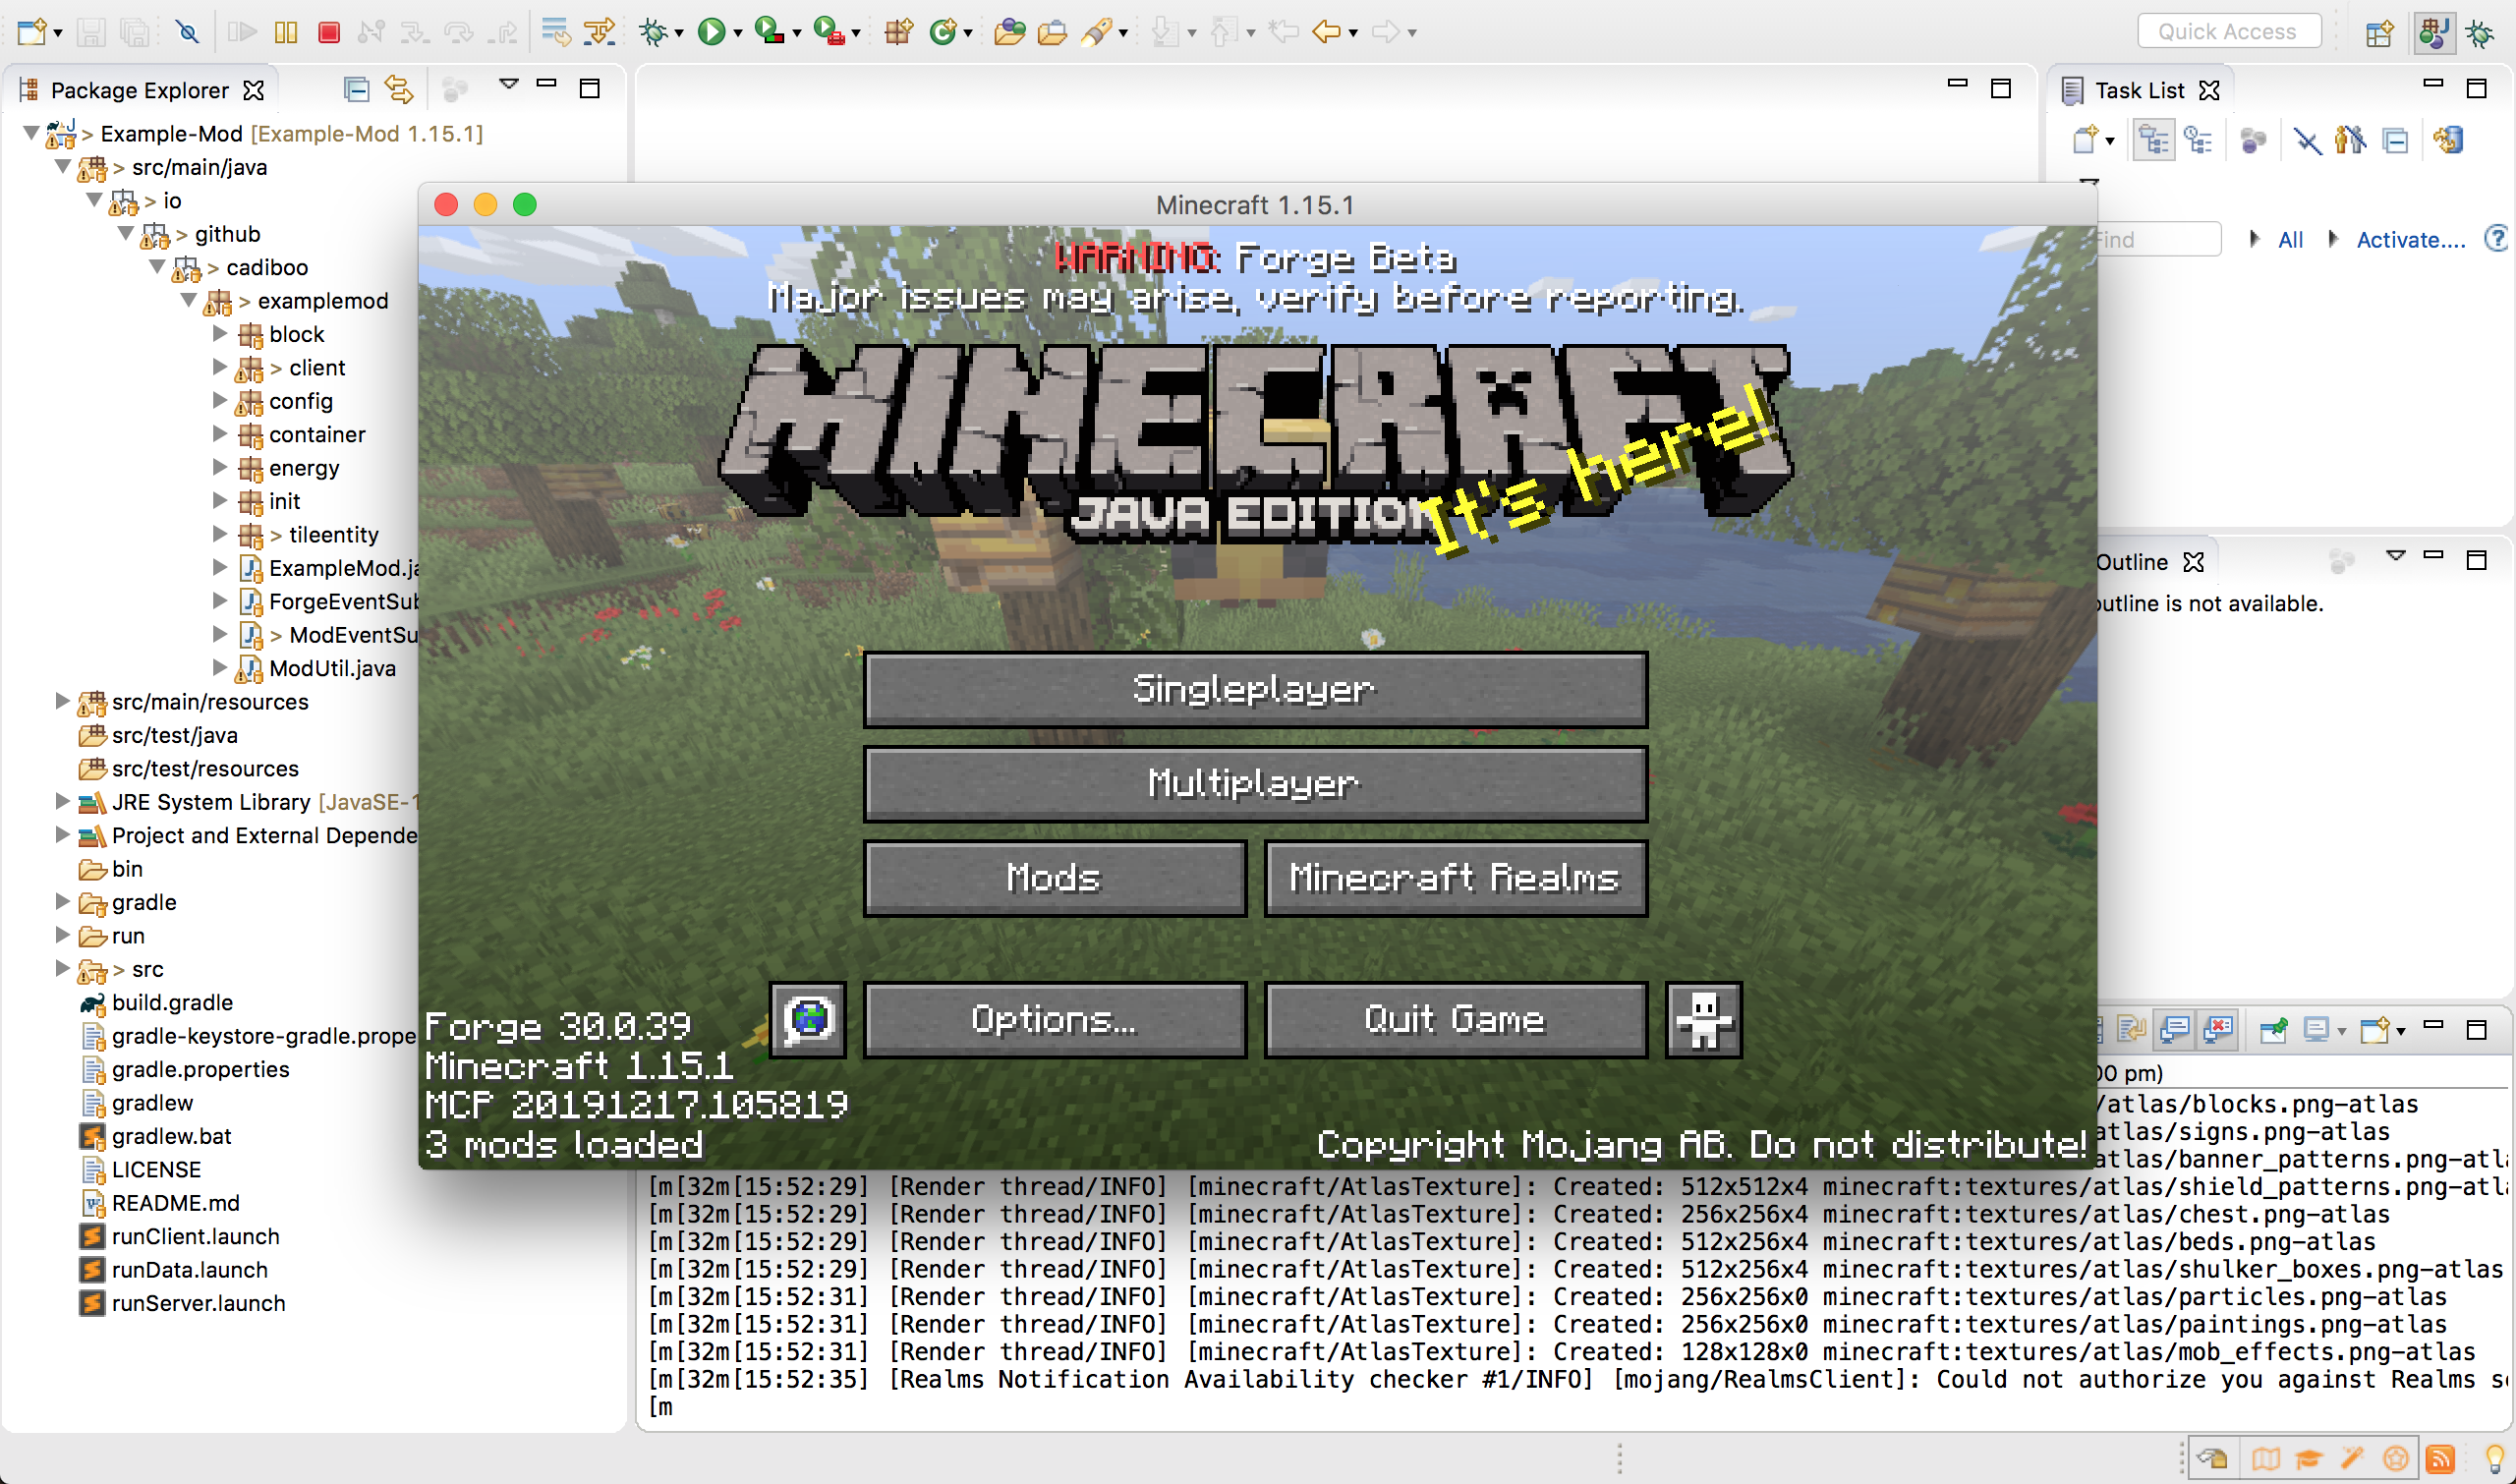 Quick Access
Package Explorer
> Example-Mod [Example-Mod 1.15.1]
> src/main/java
> io
> github
> cadiboo
> examplemod
block
> client
config
container
energy
init
> tileentity
ExampleMod.ja
ForgeEventSub
> ModEventSu
ModUtil.java
src/main/resources
src/test/java
src/test/resources
JRE System Library [JavaSE-1
Project and External Depende
bin
gradle
run
> src
build.gradle
gradle-keystore-gradle.prope
gradle.properties
gradlew
gradlew.bat
LICENSE
README.md
runClient.launch
runData.launch
runServer.launch
Minecraft 1.15.1
WARNING: Forge Beta
Major issues may arise, verify before reporting.
MINECRAFT
JAVA EDITION
It's here!
Singleplayer
Multiplayer
Mods
Minecraft Realms
Options...
Quit Game
Forge 30.0.39
Minecraft 1.15.1
MCP 20191217.105819
3 mods loaded
Copyright Mojang AB. Do not distribute!
Task List
Find
All
Activate....
Outline
outline is not available.
00 pm)
/atlas/blocks.png-atlas
atlas/signs.png-atlas
atlas/banner_patterns.png-atla
[m[32m[15:52:29] [Render thread/INFO] [minecraft/AtlasTexture]: Created: 512x512x4 minecraft:textures/atlas/shield_patterns.png-atla
[m[32m[15:52:29] [Render thread/INFO] [minecraft/AtlasTexture]: Created: 256x256x4 minecraft:textures/atlas/chest.png-atlas
[m[32m[15:52:29] [Render thread/INFO] [minecraft/AtlasTexture]: Created: 512x256x4 minecraft:textures/atlas/beds.png-atlas
[m[32m[15:52:29] [Render thread/INFO] [minecraft/AtlasTexture]: Created: 512x256x4 minecraft:textures/atlas/shulker_boxes.png-atlas
[m[32m[15:52:31] [Render thread/INFO] [minecraft/AtlasTexture]: Created: 256x256x0 minecraft:textures/atlas/particles.png-atlas
[m[32m[15:52:31] [Render thread/INFO] [minecraft/AtlasTexture]: Created: 256x256x0 minecraft:textures/atlas/paintings.png-atlas
[m[32m[15:52:31] [Render thread/INFO] [minecraft/AtlasTexture]: Created: 128x128x0 minecraft:textures/atlas/mob_effects.png-atlas
[m[32m[15:52:35] [Realms Notification Availability checker #1/INFO] [mojang/RealmsClient]: Could not authorize you against Realms se
[m